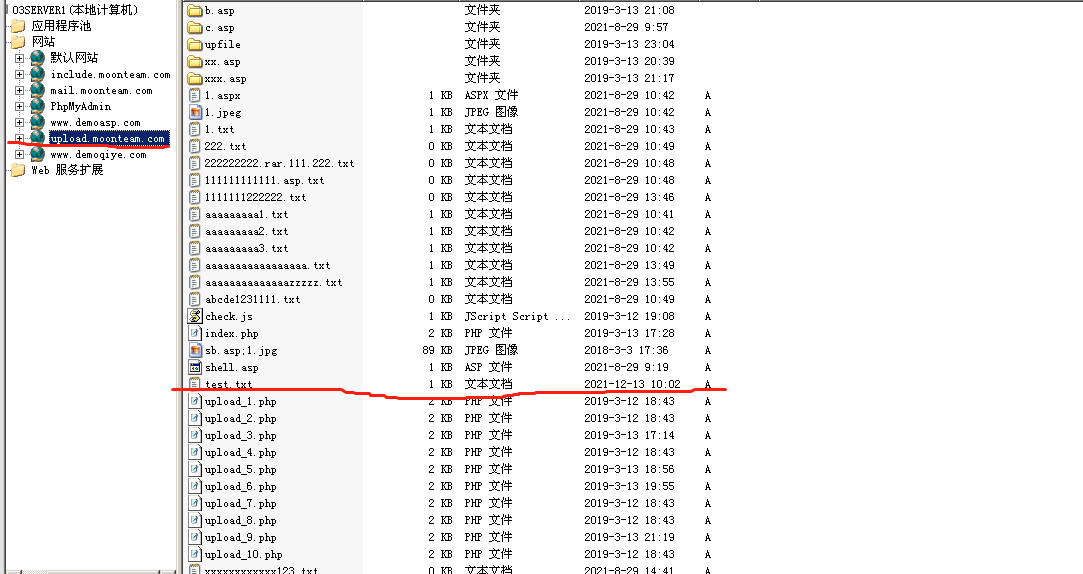 03SERVER1(本地计算机)
应用程序池
网站
默认网站
include.moonteam.com
mail.moonteam.com
PhpMyAdmin
www.demoasp.com
upload.moonteam.com
www.demoqiye.com
Web 服务扩展
b.asp 文件夹 2019-3-13 21:08
c.asp 文件夹 2021-8-29 9:57
upfile 文件夹 2019-3-13 23:04
xx.asp 文件夹 2019-3-13 20:39
xxx.asp 文件夹 2019-3-13 21:17
1.aspx 1 KB ASPX 文件 2021-8-29 10:42 A
1.jpeg 1 KB JPEG 图像 2021-8-29 10:42 A
1.txt 1 KB 文本文档 2021-8-29 10:43 A
222.txt 0 KB 文本文档 2021-8-29 10:49 A
222222222.rar.111.222.txt 0 KB 文本文档 2021-8-29 10:48 A
111111111111.asp.txt 0 KB 文本文档 2021-8-29 10:48 A
1111111222222.txt 0 KB 文本文档 2021-8-29 13:46 A
aaaaaaaaa1.txt 1 KB 文本文档 2021-8-29 10:41 A
aaaaaaaaa2.txt 1 KB 文本文档 2021-8-29 10:42 A
aaaaaaaaa3.txt 1 KB 文本文档 2021-8-29 10:42 A
aaaaaaaaaaaaaaaaa.txt 1 KB 文本文档 2021-8-29 13:49 A
aaaaaaaaaaaaaazzzzz.txt 1 KB 文本文档 2021-8-29 13:55 A
abcde1231111.txt 0 KB 文本文档 2021-8-29 10:49 A
check.js 1 KB JScript Script ... 2019-3-12 19:08 A
index.php 2 KB PHP 文件 2019-3-13 17:28 A
sb.asp;1.jpg 89 KB JPEG 图像 2018-3-3 17:36 A
shell.asp 1 KB ASP 文件 2021-8-29 9:19 A
test.txt 1 KB 文本文档 2021-12-13 10:02 A
upload_1.php 2 KB PHP 文件 2019-3-12 18:43 A
upload_2.php 2 KB PHP 文件 2019-3-12 18:43 A
upload_3.php 2 KB PHP 文件 2019-3-13 17:14 A
upload_4.php 2 KB PHP 文件 2019-3-12 18:43 A
upload_5.php 2 KB PHP 文件 2019-3-13 18:56 A
upload_6.php 2 KB PHP 文件 2019-3-13 19:55 A
upload_7.php 2 KB PHP 文件 2019-3-12 18:43 A
upload_8.php 2 KB PHP 文件 2019-3-12 18:43 A
upload_9.php 2 KB PHP 文件 2019-3-13 21:19 A
upload_10.php 2 KB PHP 文件 2019-3-12 18:43 A
0 KB 文本文档 2021-8-29 14:41 A